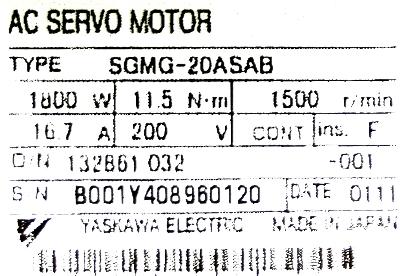 AC SERVO MOTOR
TYPE SGMG-20ASAB
1800 W 11.5 N·m 1500 r/min
16.7 A 200 V CONT ins. F
O/N 132861 032 -001
S N B001Y408960120 DATE 0111
YASKAWA ELECTRIC MADE IN JAPAN